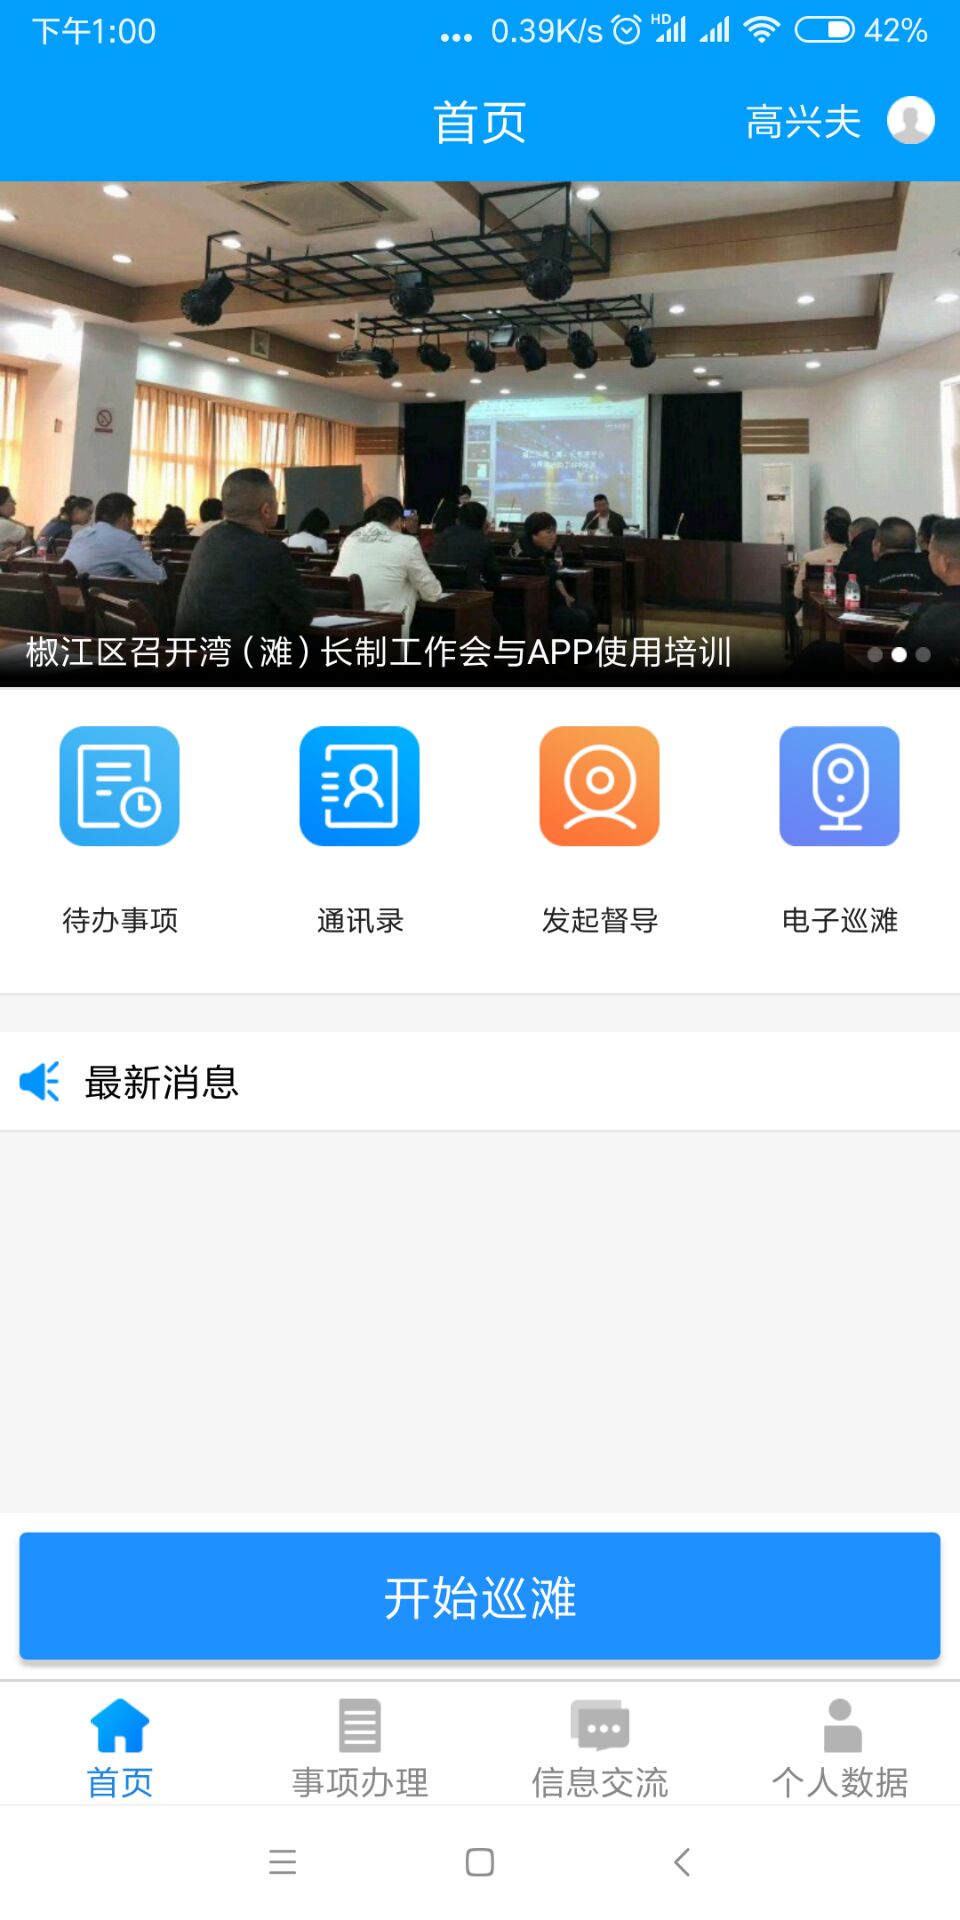 下午1:00
... 0.39K/s HD 42%
首页
高兴夫
椒江区召开湾（滩）长制工作会与APP使用培训
待办事项
通讯录
发起督导
电子巡滩
最新消息
开始巡滩
首页
事项办理
信息交流
个人数据